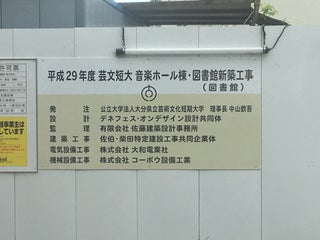 平成29年度 芸文短大 音楽ホール棟・図書館新築工事
(図書館)
発注 公立大学法人大分県立芸術文化短期大学 理事長 中山欽吾
設計 デネフェス・オンデザイン設計共同体
監理 有限会社 佐藤建築設計事務所
建築工事 佐伯・柴田特定建設工事共同企業体
電気設備工事 株式会社 大和電業社
機械設備工事 株式会社 コーボウ設備工業
許可票